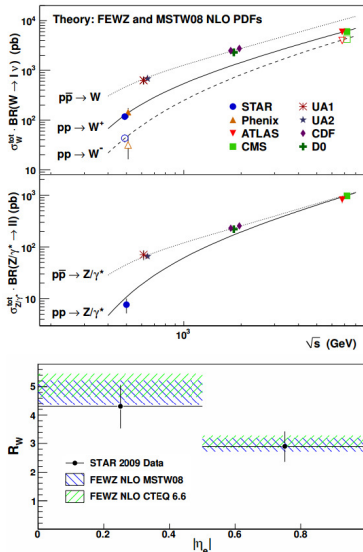 Theory: FEWZ and MSTW08 NLO PDFs
10⁴
10³
10²
10
σ_W^tot · BR(W → l ν) (pb)
pp̅ → W
pp → W⁺
pp → W⁻
STAR
Phenix
ATLAS
CMS
UA1
UA2
CDF
D0
10³
10²
10
σ_Z/γ*^tot · BR(Z/γ* → ll) (pb)
pp̅ → Z/γ*
pp → Z/γ*
10³
√s (GeV)
R_W
5
4
3
2
1
STAR 2009 Data
FEWZ NLO MSTW08
FEWZ NLO CTEQ 6.6
0 0.2 0.4 0.6 0.8 1
|η_e|